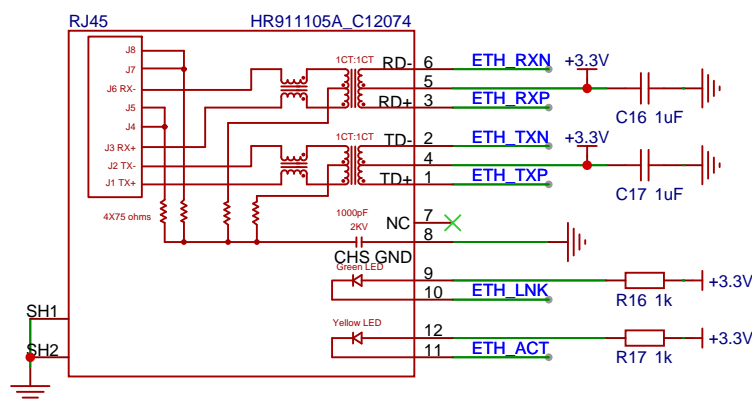 RJ45 HR911105A_C12074
J8
J7
J6 RX-
J5
J4
J3 RX+
J2 TX-
J1 TX+
4X75 ohms
1CT:1CT
RD- 6 ETH_RXN +3.3V
5
RD+ 3 ETH_RXP
C16 1uF
1CT:1CT
TD- 2 ETH_TXN +3.3V
4
TD+ 1 ETH_TXP
C17 1uF
1000pF
2KV
NC 7
8
CHS GND
Green LED
9 +3.3V
10 ETH_LNK
R16 1k
Yellow LED
12 +3.3V
11 ETH_ACT
R17 1k
SH1
SH2